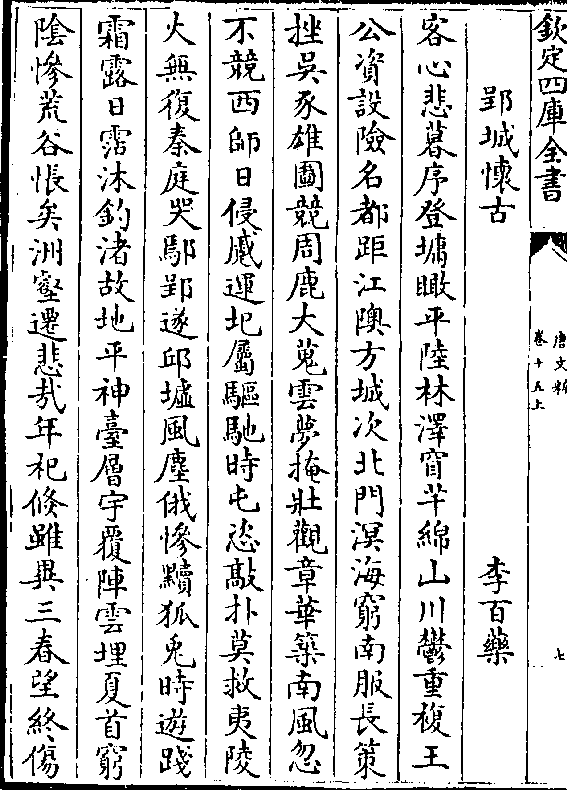 欽定四庫全書
唐文粹
卷十五上
七
郢城懷古
李百藥
客心悲暮序登墉瞰平陸林澤窅芊綿山川鬱重複王
公資設險名都距江隩方城次北門溟海窮南服長策
挫吳豕雄圖競周鹿大蒐雲夢掩壯觀章華築南風忽
不競西師日侵蹙運圮屬驅馳時屯恣敲扑莫救夷陵
火無復秦庭哭鄢郢遂邱墟風塵俄慘黷狐兎時遊踐
霜露日霑沐釣渚故地平神臺層宇覆陣雲埋夏首窮
陰慘荒谷悵矣洲壑遷悲哉年祀倐雖異三春望終傷